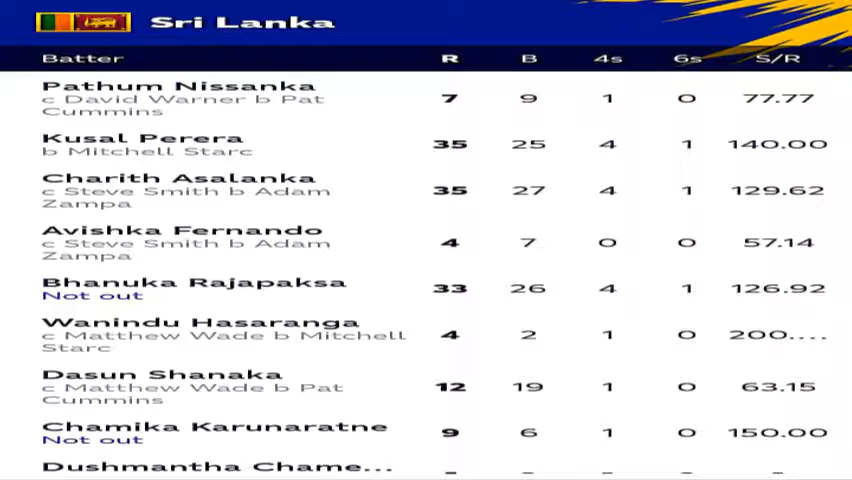 Sri Lanka
Batter R B 4s 6s S/R
Pathum Nissanka
c David Warner b Pat
Cummins
7 9 1 0 77.77
Kusal Perera
b Mitchell Starc
35 25 4 1 140.00
Charith Asalanka
c Steve Smith b Adam
Zampa
35 27 4 1 129.62
Avishka Fernando
c Steve Smith b Adam
Zampa
4 7 0 0 57.14
Bhanuka Rajapaksa
Not out
33 26 4 1 126.92
Wanindu Hasaranga
c Matthew Wade b Mitchell
Starc
4 2 1 0 200....
Dasun Shanaka
c Matthew Wade b Pat
Cummins
12 19 1 0 63.15
Chamika Karunaratne
Not out
9 6 1 0 150.00
Dushmantha Chame...
- - - - -